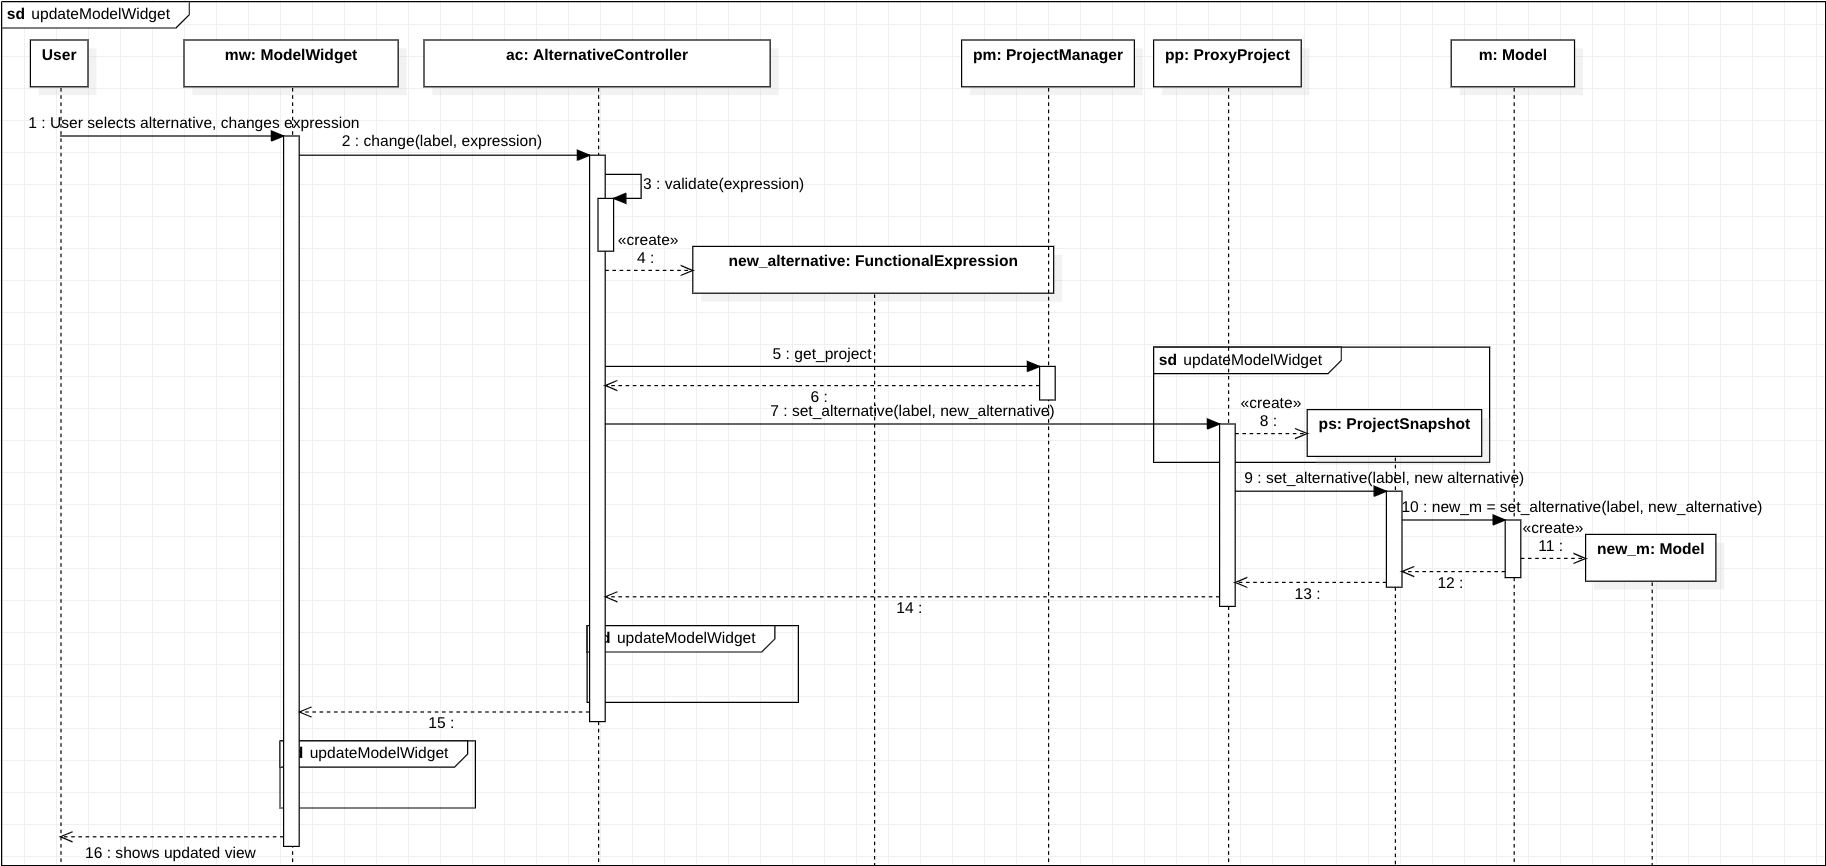 sd updateModelWidget
User
mw: ModelWidget
ac: AlternativeController
pm: ProjectManager
pp: ProxyProject
m: Model
1 : User selects alternative, changes expression
2 : change(label, expression)
3 : validate(expression)
«create»
4 :
new_alternative: FunctionalExpression
5 : get_project
sd updateModelWidget
6 :
7 : set_alternative(label, new_alternative)
«create»
8 :
ps: ProjectSnapshot
9 : set_alternative(label, new alternative)
10 : new_m = set_alternative(label, new_alternative)
«create»
11 :
new_m: Model
12 :
13 :
14 :
d updateModelWidget
15 :
updateModelWidget
16 : shows updated view